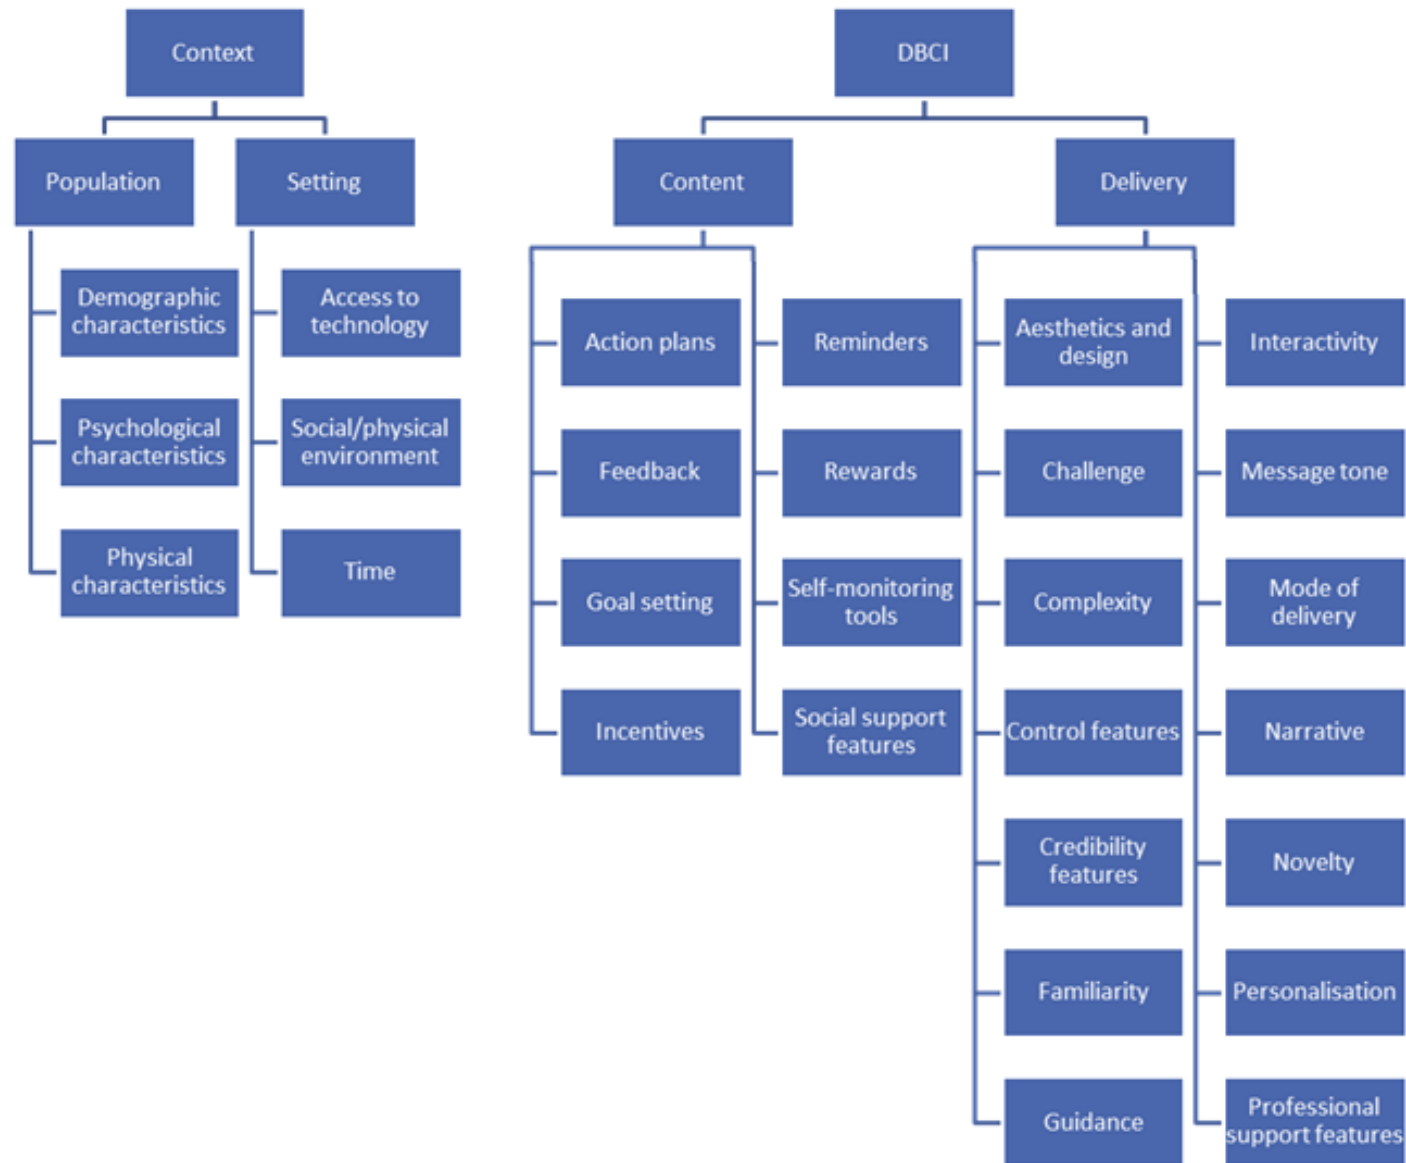 Context
DBCI
Population
Setting
Content
Delivery
Demographic
characteristics
Psychological
characteristics
Physical
characteristics
Access to
technology
Social/physical
environment
Time
Action plans
Feedback
Goal setting
Incentives
Reminders
Rewards
Self-monitoring
tools
Social support
features
Aesthetics and
design
Challenge
Complexity
Control features
Credibility
features
Familiarity
Guidance
Interactivity
Message tone
Mode of
delivery
Narrative
Novelty
Personalisation
Professional
support features